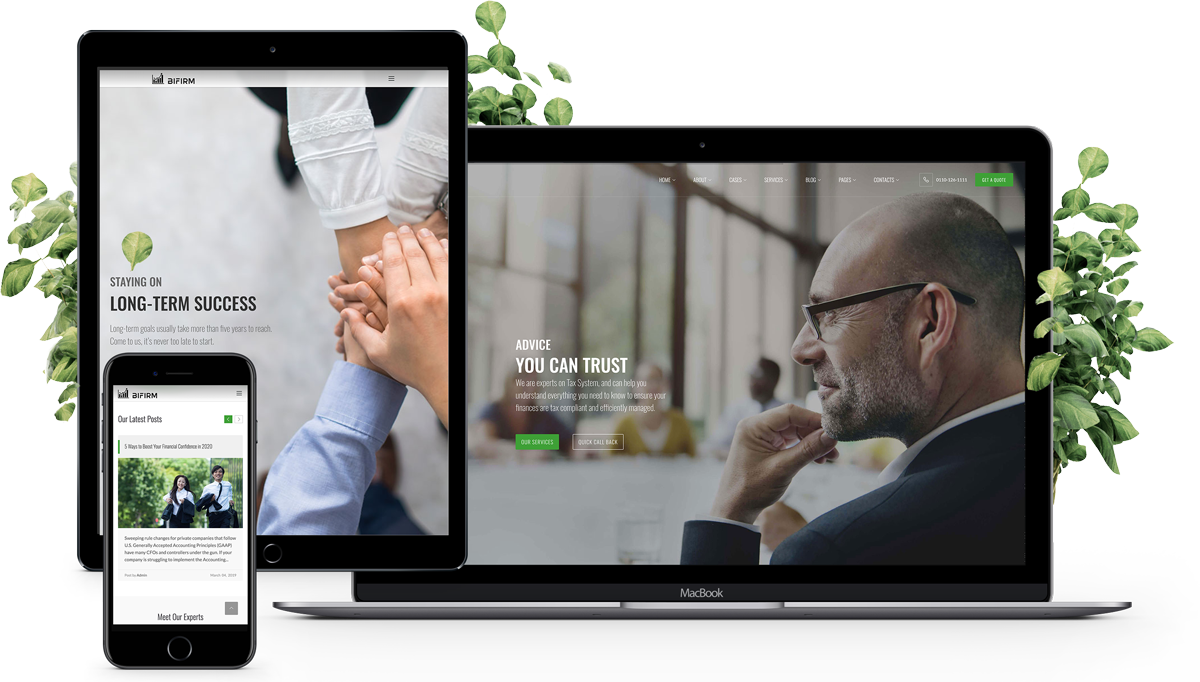 BIFIRM
STAYING ON
LONG-TERM SUCCESS
Long-term goals usually take more than five years to reach.
Come to us, it's never too late to start.
HOME ABOUT CASES SERVICES BLOG PAGES CONTACTS 0110-126-1111 GET A QUOTE
ADVICE
YOU CAN TRUST
We are experts on Tax System, and can help you
understand everything you need to know to ensure your
finances are tax compliant and efficiently managed.
OUR SERVICES QUICK CALL BACK
MacBook
BIFIRM
Our Latest Posts
5 Ways to Boost Your Financial Confidence in 2020
Sweeping rule changes for private companies that follow
U.S. Generally Accepted Accounting Principles (GAAP)
have many CFOs and controllers under the gun. If your
company is struggling to implement the Accounting...
Post by Admin March 04, 2019
Meet Our Experts